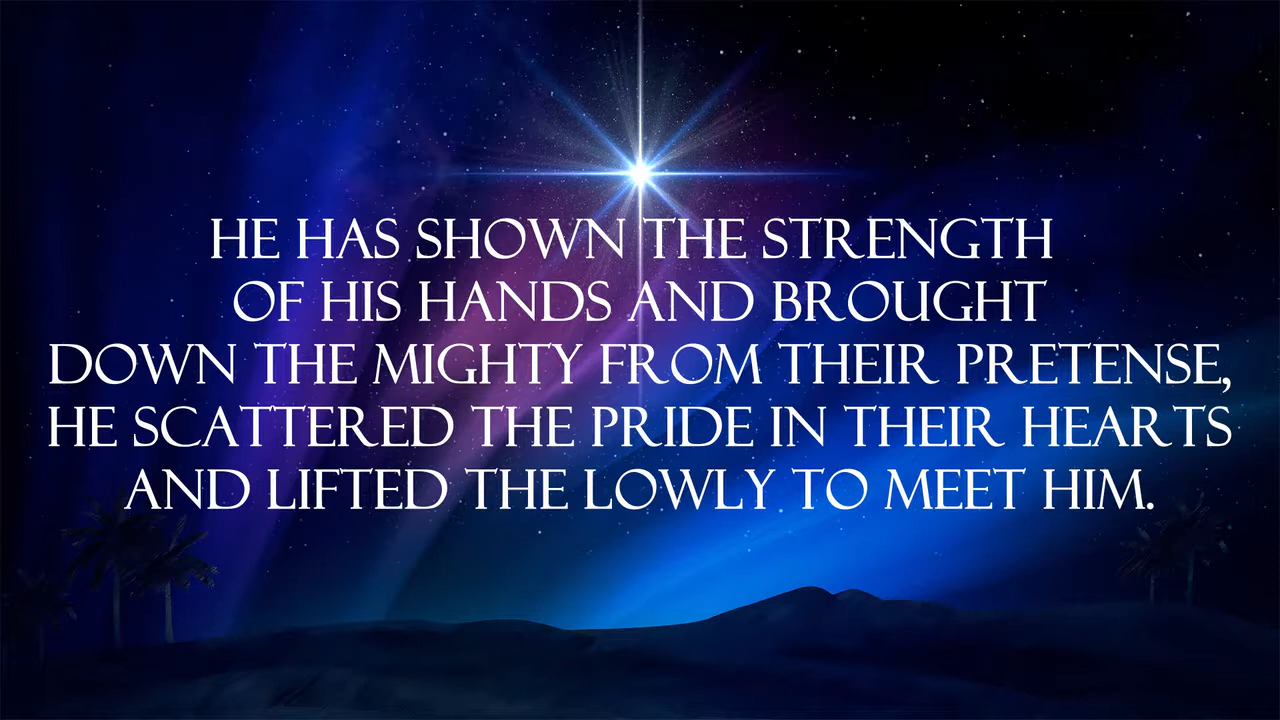 HE HAS SHOWN THE STRENGTH
OF HIS HANDS AND BROUGHT
DOWN THE MIGHTY FROM THEIR PRETENSE,
HE SCATTERED THE PRIDE IN THEIR HEARTS
AND LIFTED THE LOWLY TO MEET HIM.